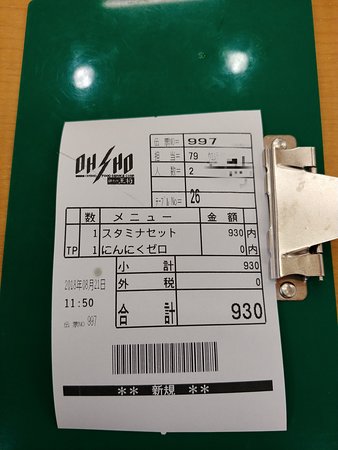 伝票No= 997
担当= 79
人数= 2
テーブルNo= 26
OHSHO
数 メニュー 金額
1 スタミナセット 930内
TP 1 にんにくゼロ 0内
小計 930
外税 0
合計 930
2018年08月21日
11:50
伝票NO 997
** 新規 **